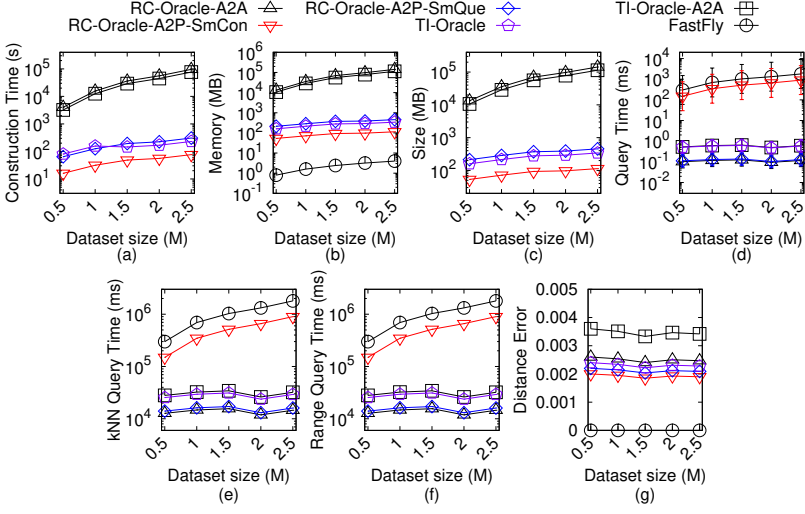 RC-Oracle-A2A RC-Oracle-A2P-SmQue TI-Oracle-A2A
RC-Oracle-A2P-SmCon TI-Oracle FastFly
Construction Time (s)
10^5
10^4
10^3
10^2
10^1
0.5 1 1.5 2 2.5
Dataset size (M)
(a)
Memory (MB)
10^6
10^5
10^4
10^3
10^2
10^1
10^0
10^-1
0.5 1 1.5 2 2.5
Dataset size (M)
(b)
Size (MB)
10^5
10^4
10^3
10^2
0.5 1 1.5 2 2.5
Dataset size (M)
(c)
Query Time (ms)
10^4
10^3
10^2
10^1
10^0
10^-1
10^-2
0.5 1 1.5 2 2.5
Dataset size (M)
(d)
kNN Query Time (ms)
10^6
10^5
10^4
0.5 1 1.5 2 2.5
Dataset size (M)
(e)
Range Query Time (ms)
10^6
10^5
10^4
0.5 1 1.5 2 2.5
Dataset size (M)
(f)
Distance Error
0.005
0.004
0.003
0.002
0.001
0
0.5 1 1.5 2 2.5
Dataset size (M)
(g)